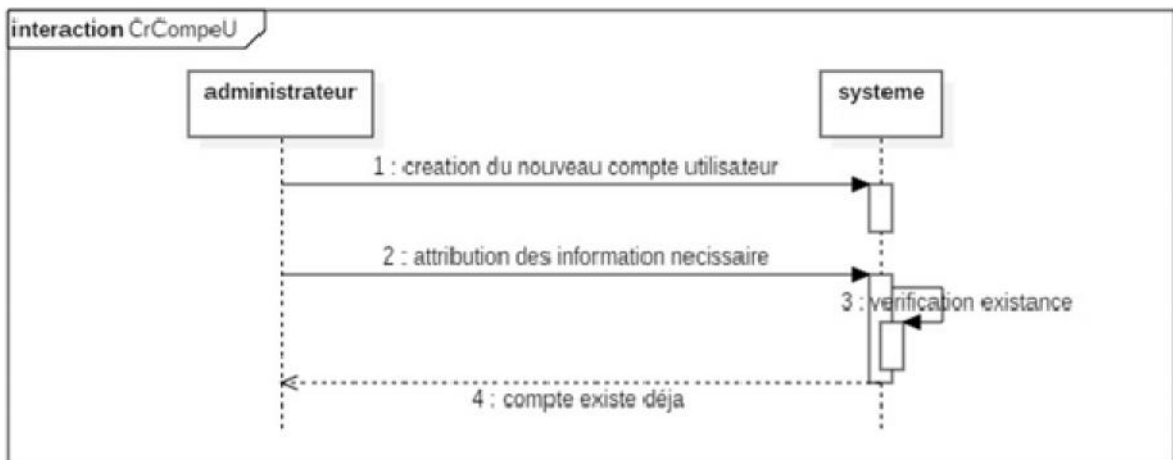 interaction CrCompeU
administrateur
systeme
1 : creation du nouveau compte utilisateur
2 : attribution des information necissaire
3 : verification existance
4 : compte existe déja